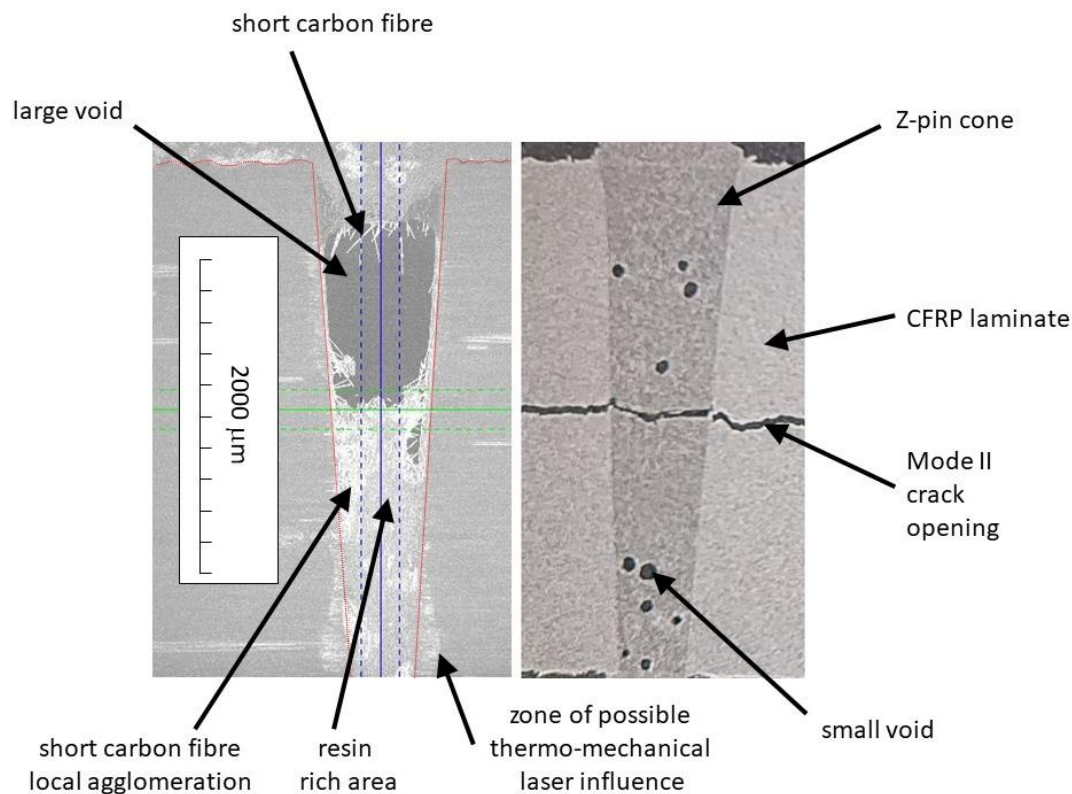 short carbon fibre
large void
Z-pin cone
CFRP laminate
2000 µm
Mode II
crack
opening
small void
short carbon fibre
local agglomeration
resin
rich area
zone of possible
thermo-mechanical
laser influence